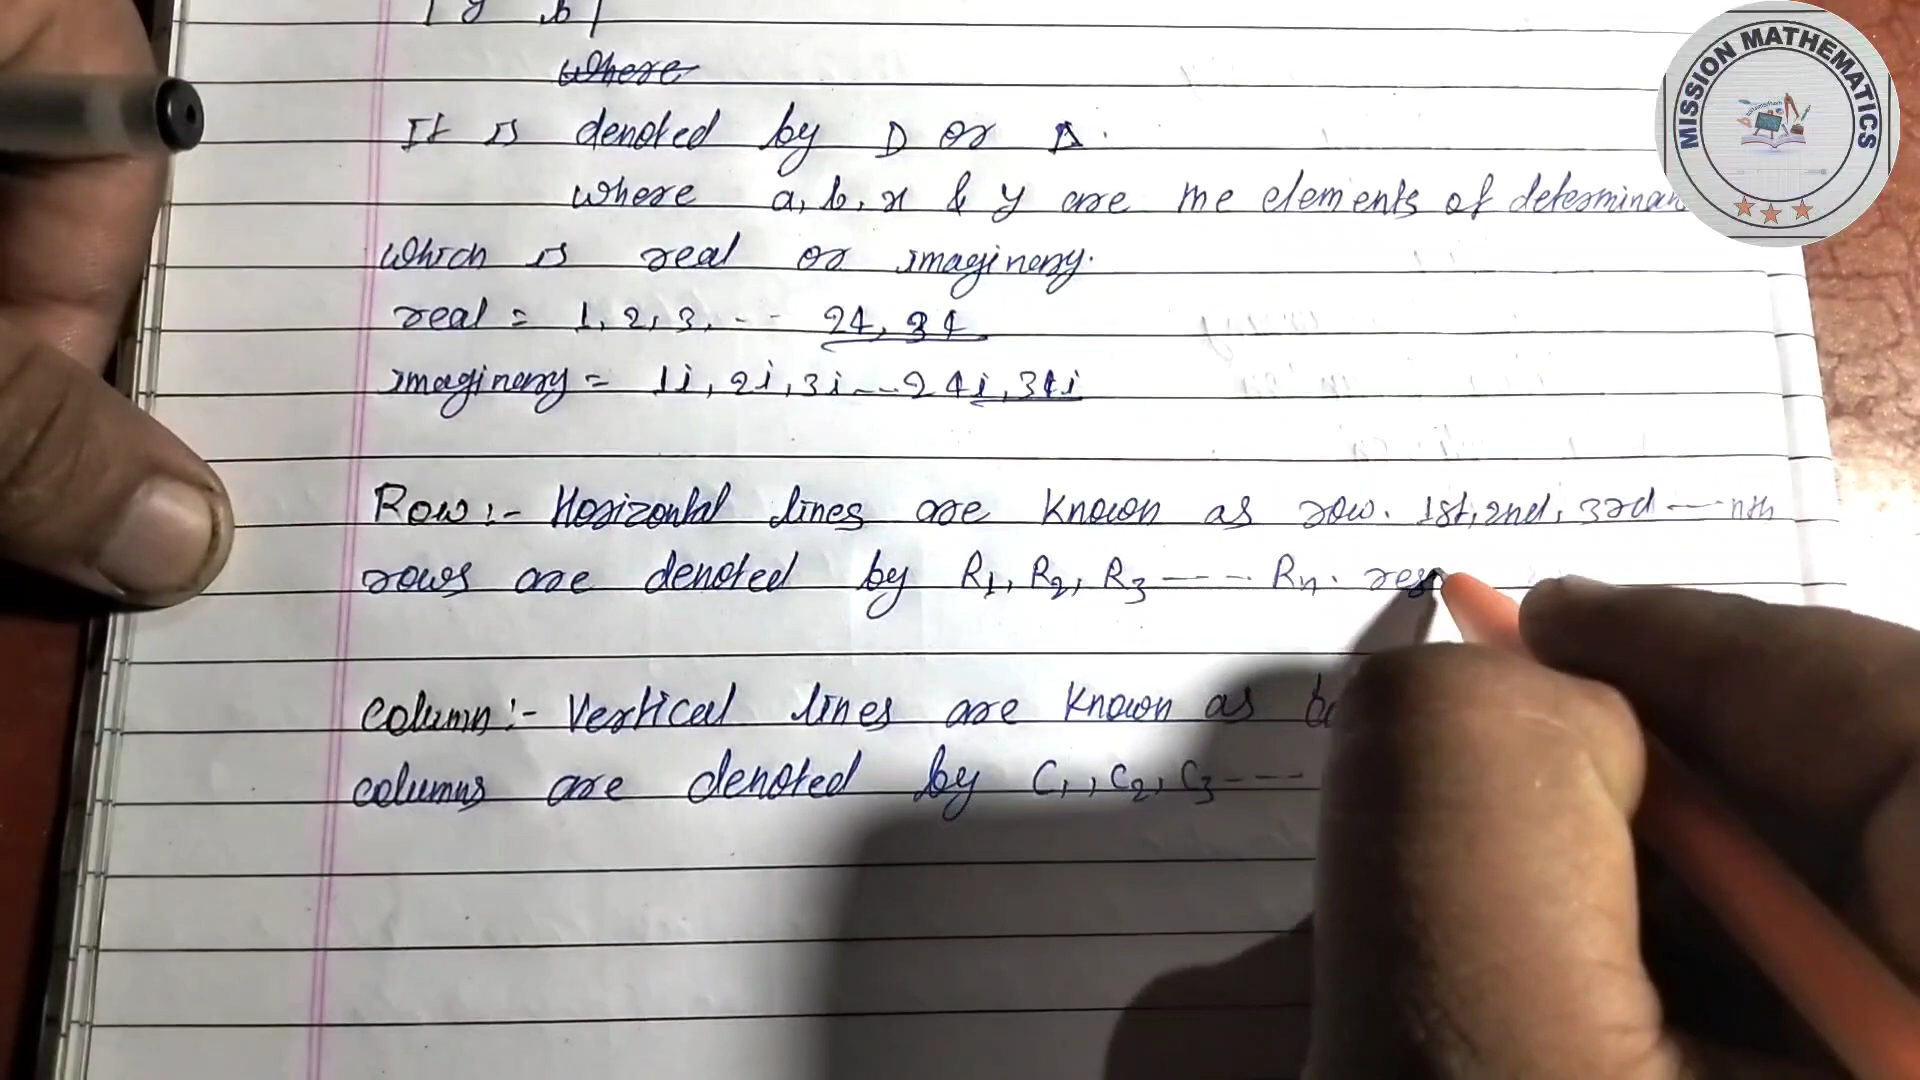 | y b |
where
It is denoted by D or Δ.
where a, b, x & y are the elements of determinan
which is real or imaginery.
real = 1, 2, 3, -- 24, 34
imaginery = 1i, 2i, 3i --- 24i, 34i
Row :- Horizontal lines are known as row. 1st, 2nd, 3rd --- nth
rows are denoted by R1, R2, R3 --- Rn. res
column :- Vertical lines are known as
columns are denoted by C1, C2, C3 ---
MISSION MATHEMATICS